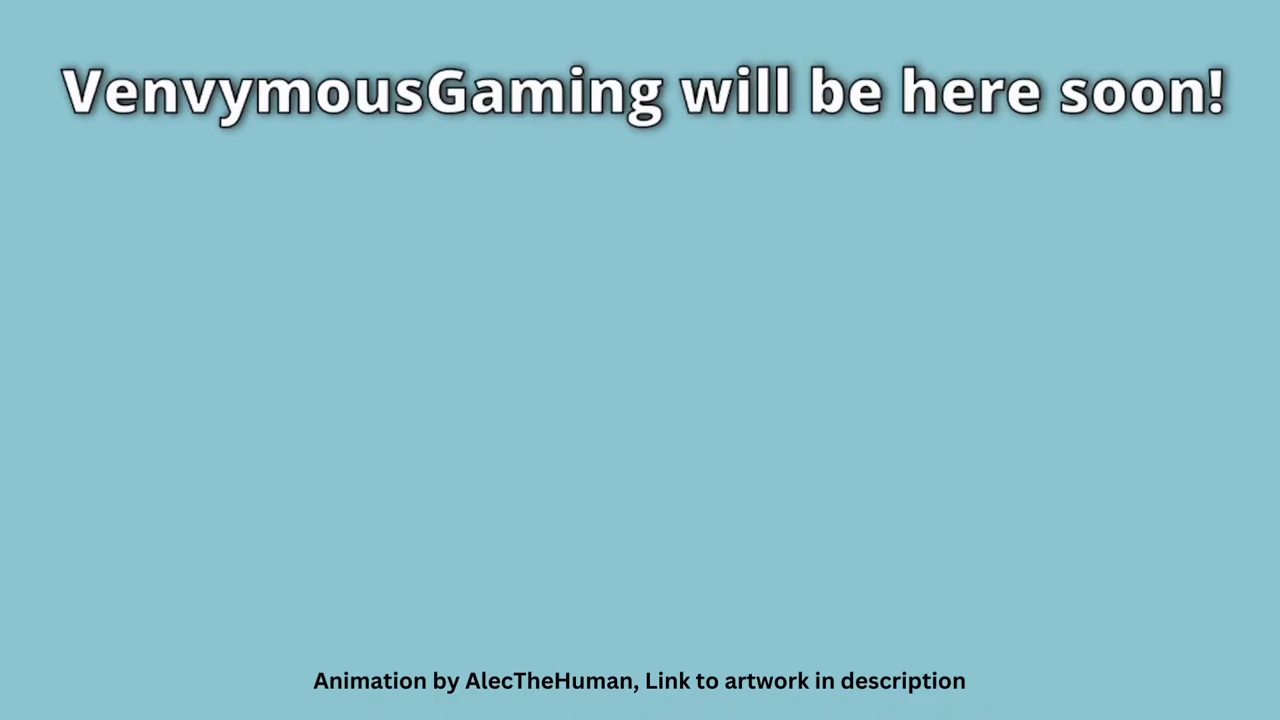 VenvymousGaming will be here soon!
Animation by AlecTheHuman, Link to artwork in description